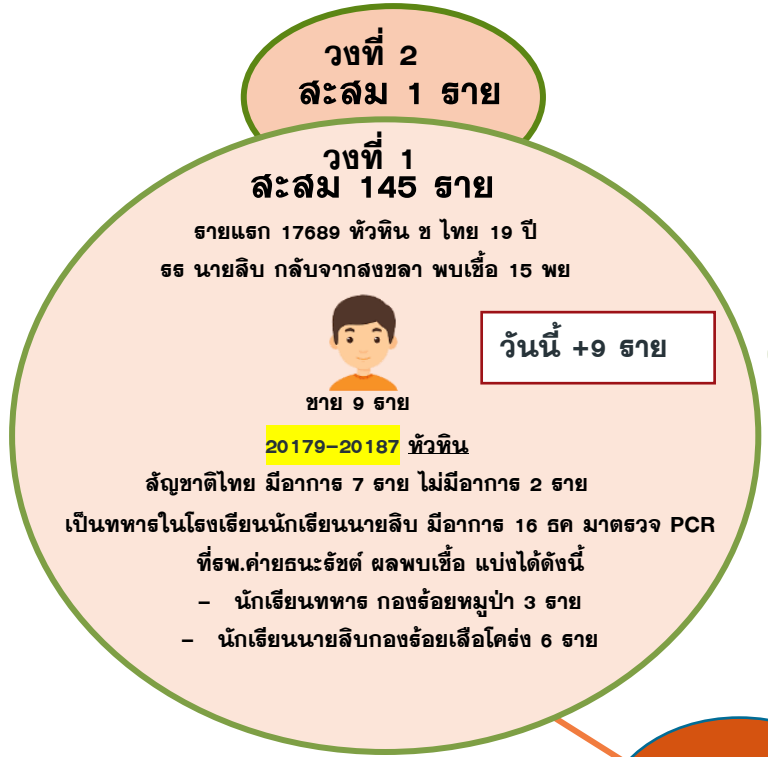 วงที่ 2
สะสม 1 ราย
วงที่ 1
สะสม 145 ราย
รายแรก 17689 หัวหิน ช ไทย 19 ปี
รร นายสิบ กลับจากสงขลา พบเชื้อ 15 พย
วันนี้ +9 ราย
ชาย 9 ราย
20179-20187 หัวหิน
สัญชาติไทย มีอาการ 7 ราย ไม่มีอาการ 2 ราย
เป็นทหารในโรงเรียนนักเรียนนายสิบ มีอาการ 16 ธค มาตรวจ PCR
ที่รพ.ค่ายธนะรัชต์ ผลพบเชื้อ แบ่งได้ดังนี้
- นักเรียนทหาร กองร้อยหมูป่า 3 ราย
- นักเรียนนายสิบกองร้อยเสือโคร่ง 6 ราย